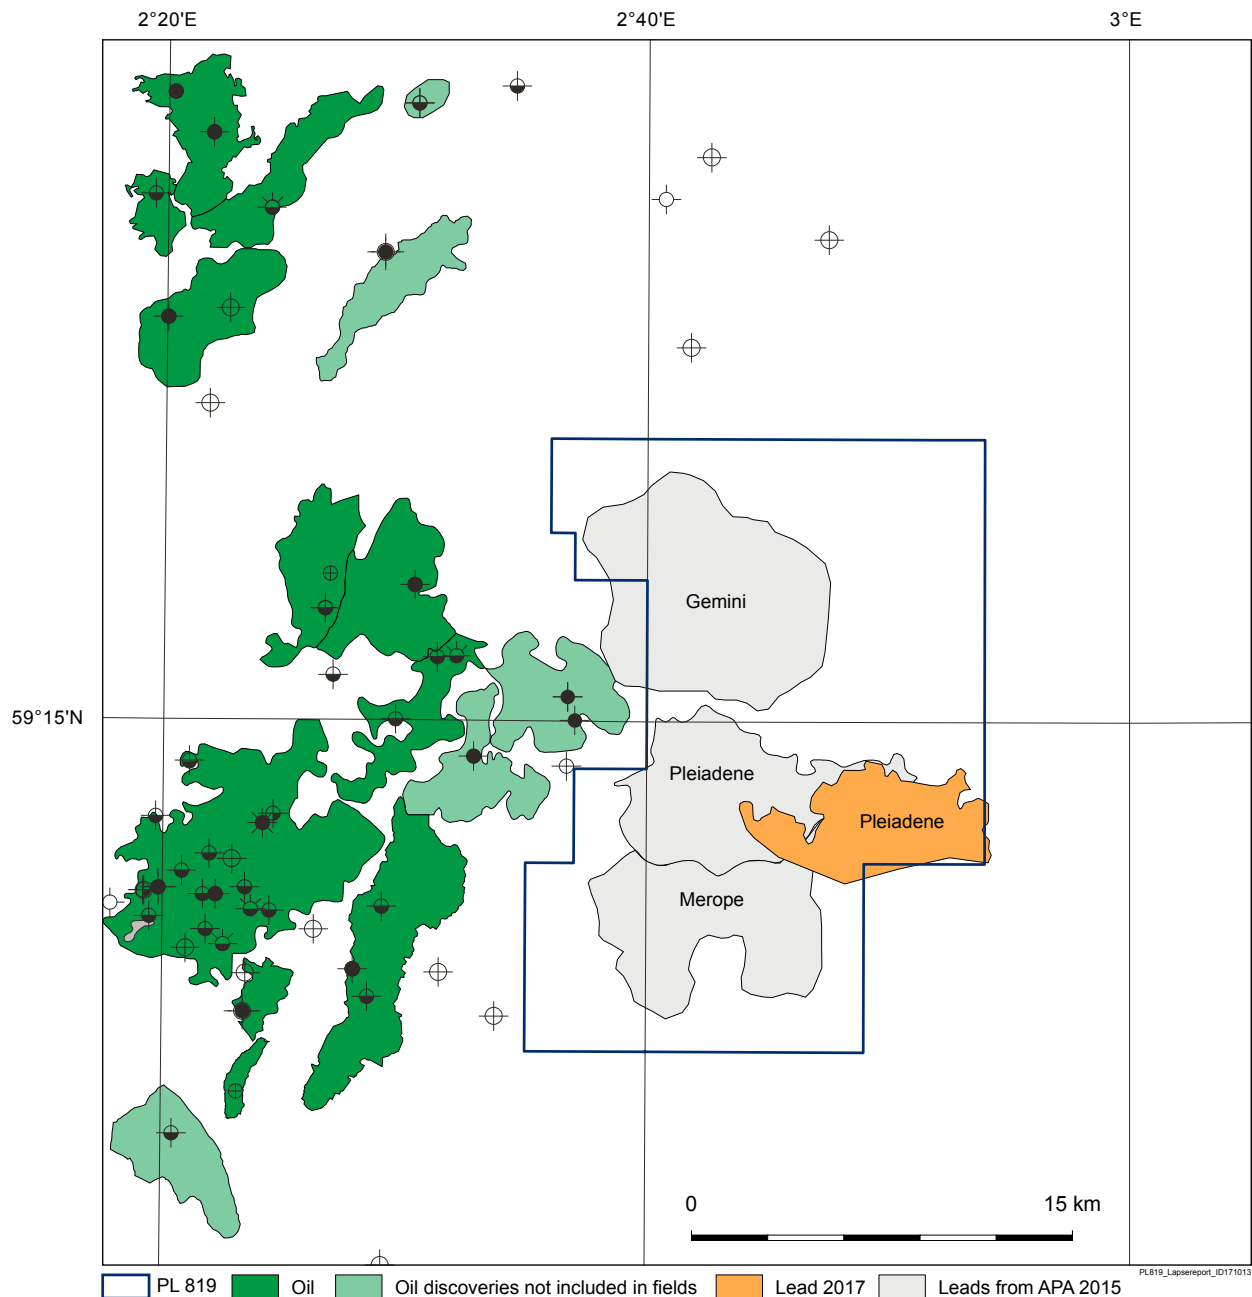 2°20'E 2°40'E 3°E
Gemini
59°15'N
Pleiadene
Pleiadene
Merope
0 15 km
PL819_Lapsereport_ID171013
PL 819 Oil Oil discoveries not included in fields Lead 2017 Leads from APA 2015